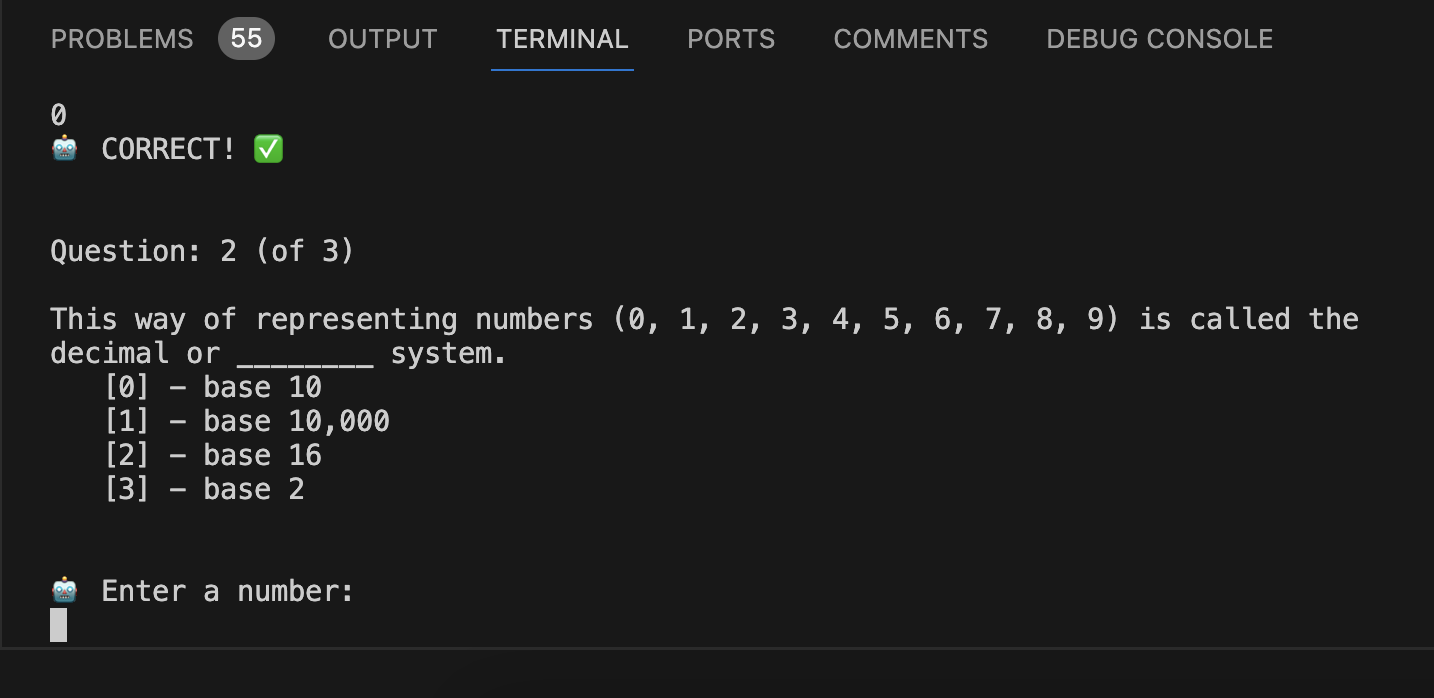 PROBLEMS 55 OUTPUT TERMINAL PORTS COMMENTS DEBUG CONSOLE
0
🤖 CORRECT! ✅
Question: 2 (of 3)
This way of representing numbers (0, 1, 2, 3, 4, 5, 6, 7, 8, 9) is called the
decimal or ________ system.
[0] – base 10
[1] – base 10,000
[2] – base 16
[3] – base 2
🤖 Enter a number: